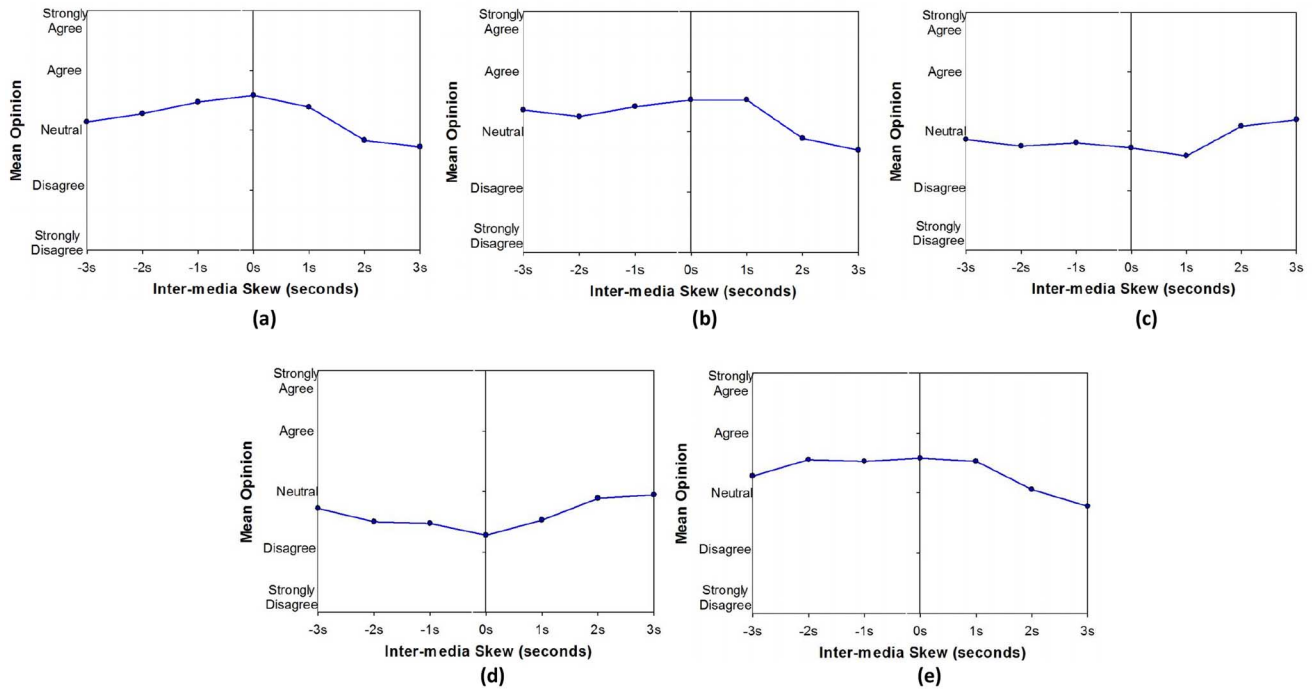 Strongly
Agree
Agree
Neutral
Disagree
Strongly
Disagree
Mean Opinion
-3s -2s -1s 0s 1s 2s 3s
Inter-media Skew (seconds)
(a)
Strongly
Agree
Agree
Neutral
Disagree
Strongly
Disagree
Mean Opinion
-3s -2s -1s 0s 1s 2s 3s
Inter-media Skew (seconds)
(b)
Strongly
Agree
Agree
Neutral
Disagree
Strongly
Disagree
Mean Opinion
-3s -2s -1s 0s 1s 2s 3s
Inter-media Skew (seconds)
(c)
Strongly
Agree
Agree
Neutral
Disagree
Strongly
Disagree
Mean Opinion
-3s -2s -1s 0s 1s 2s 3s
Inter-media Skew (seconds)
(d)
Strongly
Agree
Agree
Neutral
Disagree
Strongly
Disagree
Mean Opinion
-3s -2s -1s 0s 1s 2s 3s
Inter-media Skew (seconds)
(e)